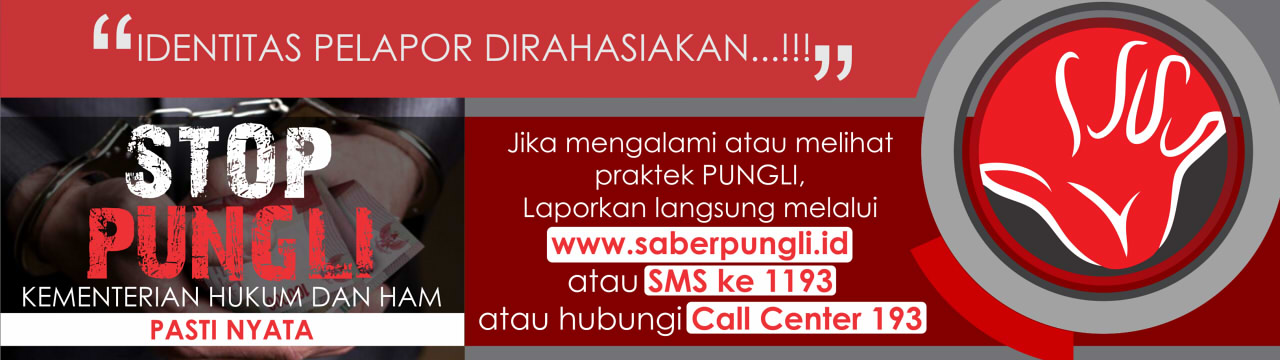 “IDENTITAS PELAPOR DIRAHASIAKAN...!!!„
STOP
PUNGLI
KEMENTERIAN HUKUM DAN HAM
PASTI NYATA
Jika mengalami atau melihat
praktek PUNGLI,
Laporkan langsung melalui
www.saberpungli.id
atau SMS ke 1193
atau hubungi Call Center 193